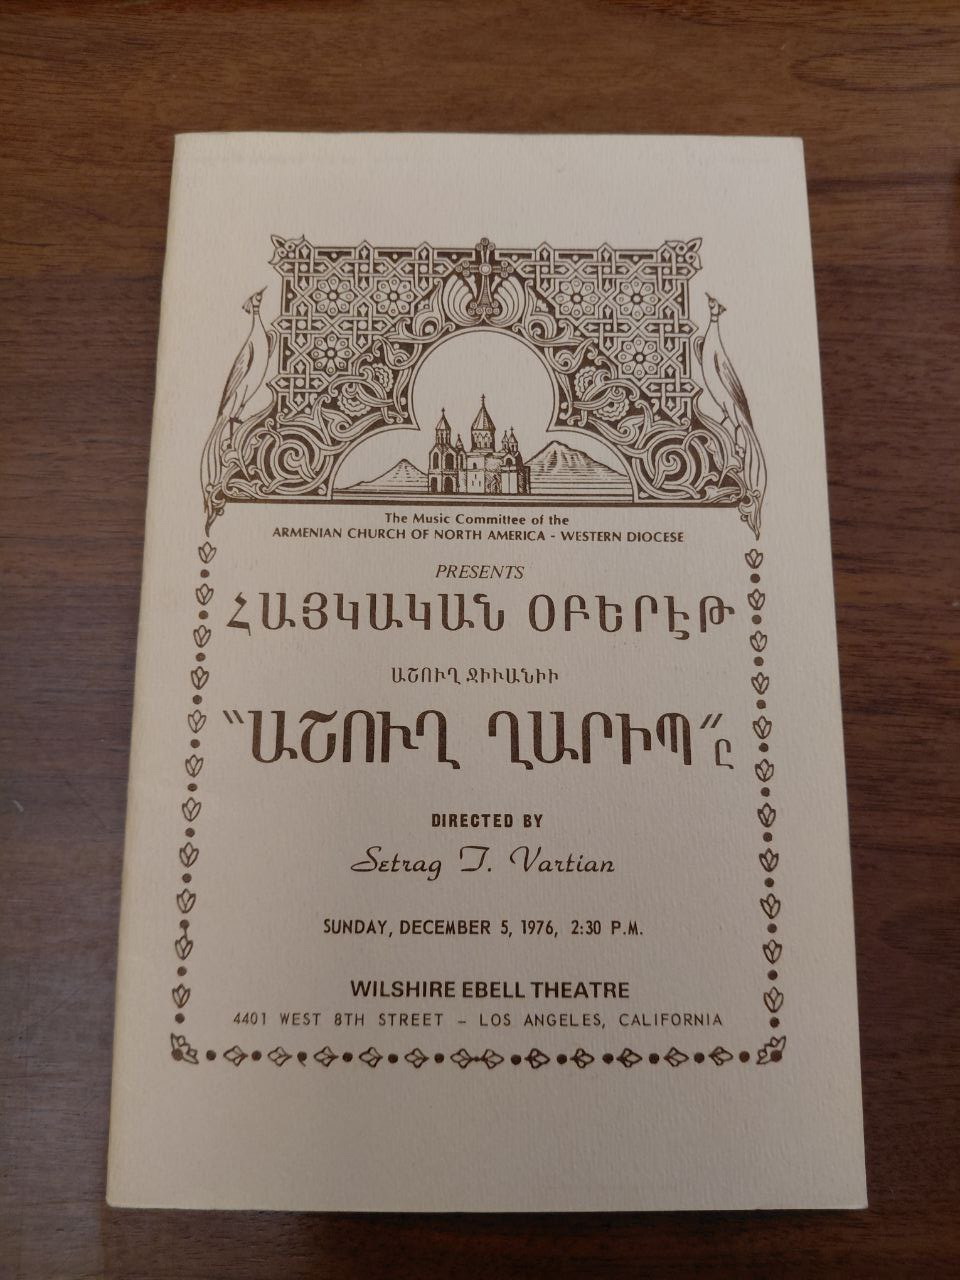 The Music Committee of the
ARMENIAN CHURCH OF NORTH AMERICA - WESTERN DIOCESE
PRESENTS
ՀԱՅԿԱԿԱՆ ՕԲԵՐԷԹ
ԱՇՈՒՂ ՋԻՒԱՆԻԻ
“ԱՇՈՒՂ ՂԱՐԻՊ”Ը
DIRECTED BY
Setrag T. Vartian
SUNDAY, DECEMBER 5, 1976, 2:30 P.M.
WILSHIRE EBELL THEATRE
4401 WEST 8TH STREET – LOS ANGELES, CALIFORNIA